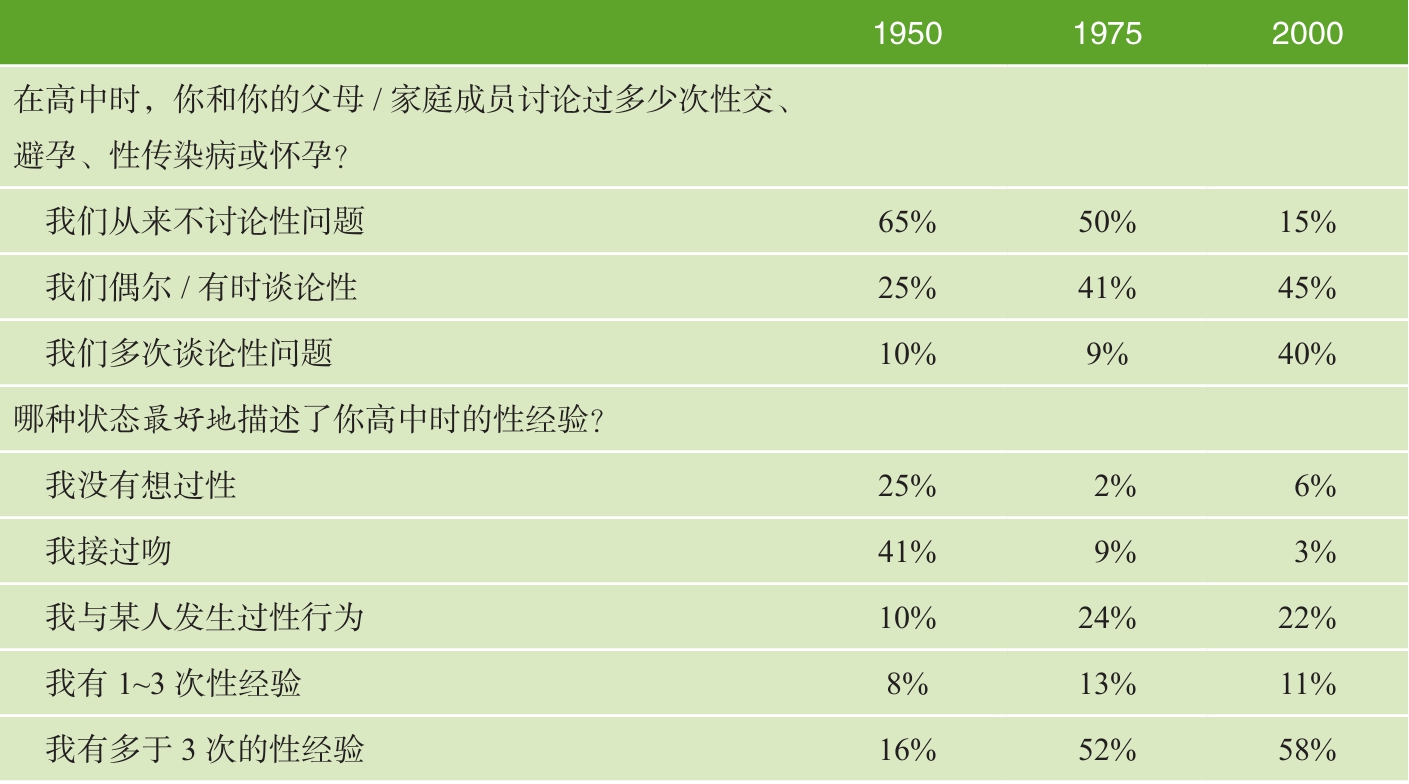 1950 1975 2000
在高中时，你和你的父母 / 家庭成员讨论过多少次性交、
避孕、性传染病或怀孕？
我们从来不讨论性问题 65% 50% 15%
我们偶尔 / 有时谈论性 25% 41% 45%
我们多次谈论性问题 10% 9% 40%
哪种状态最好地描述了你高中时的性经验？
我没有想过性 25% 2% 6%
我接过吻 41% 9% 3%
我与某人发生过性行为 10% 24% 22%
我有 1~3 次性经验 8% 13% 11%
我有多于 3 次的性经验 16% 52% 58%